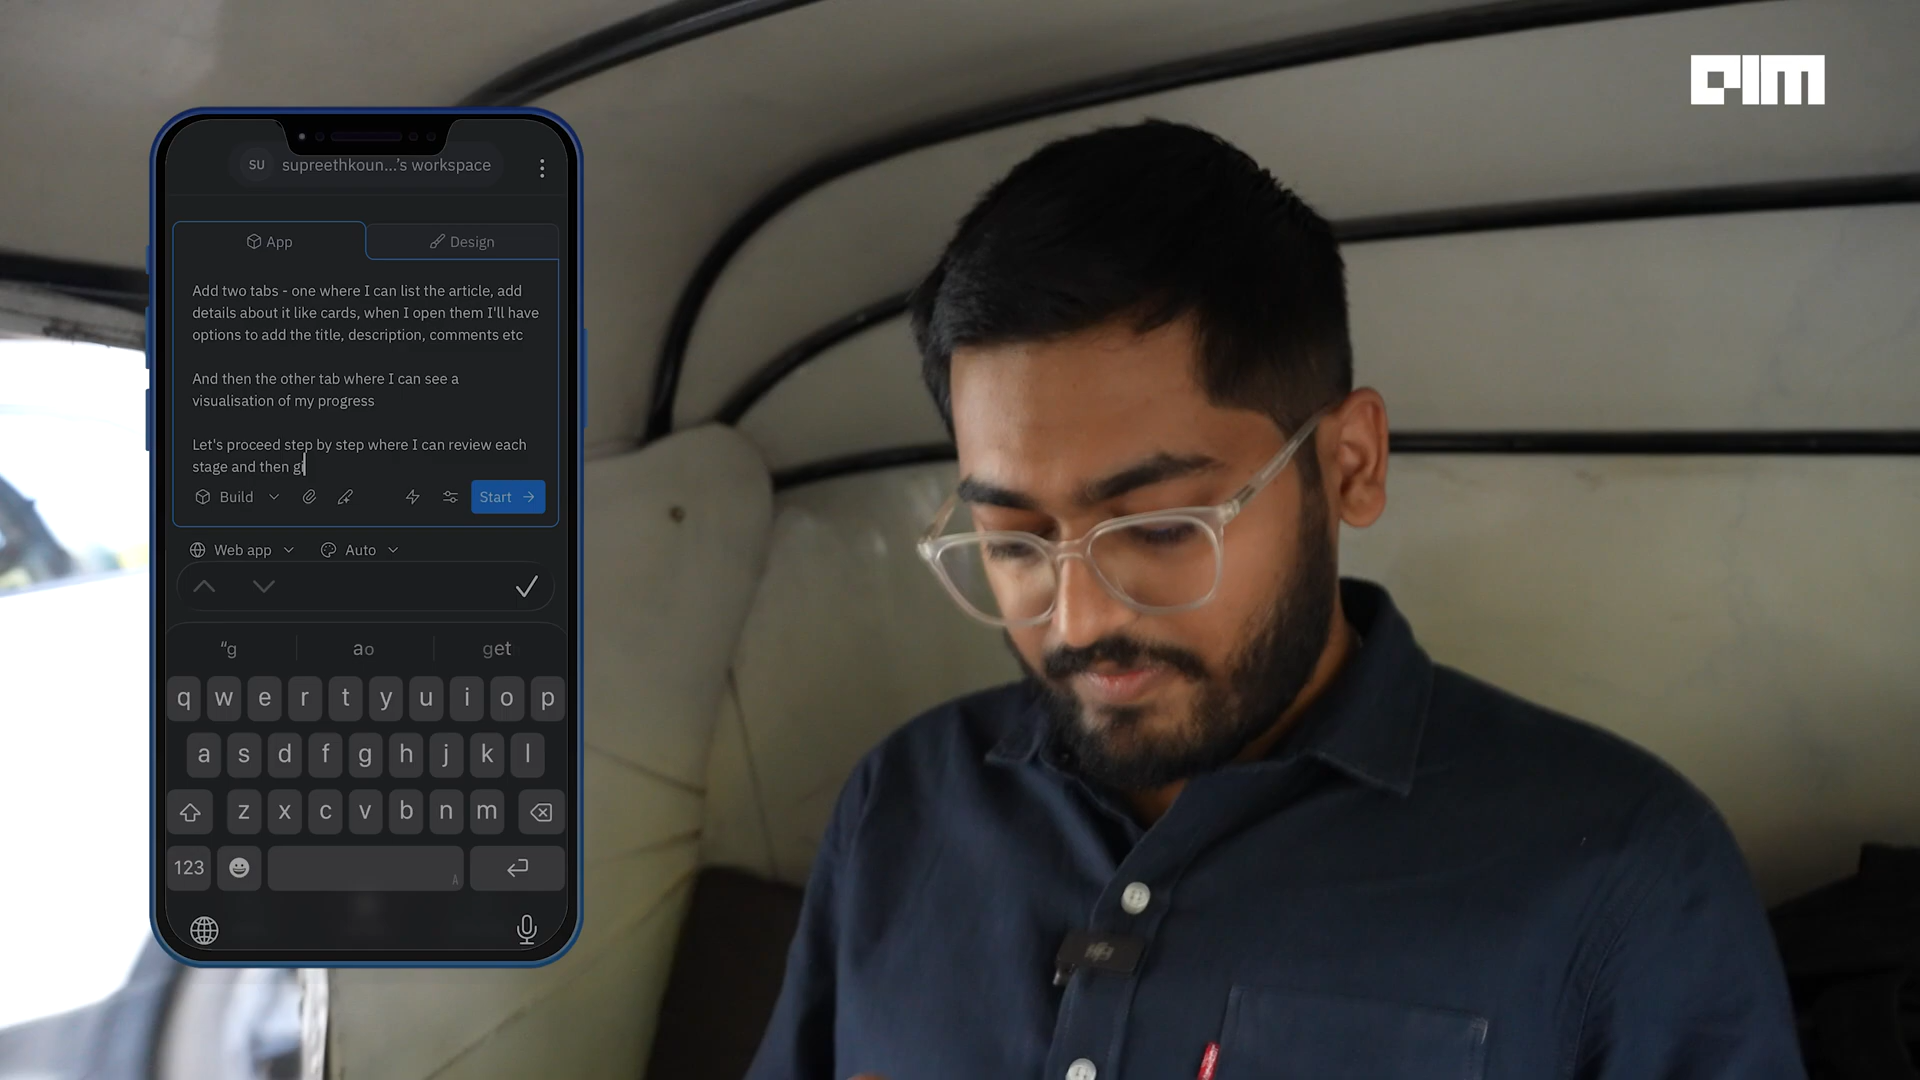 AIM
SU supreethkoun...'s workspace
App
Design
Add two tabs - one where I can list the article, add
details about it like cards, when I open them I'll have
options to add the title, description, comments etc
And then the other tab where I can see a
visualisation of my progress
Let's proceed step by step where I can review each
stage and then gi
Build
Start
Web app
Auto
“g
ao
get
q w e r t y u i o p
a s d f g h j k l
z x c v b n m
123
A